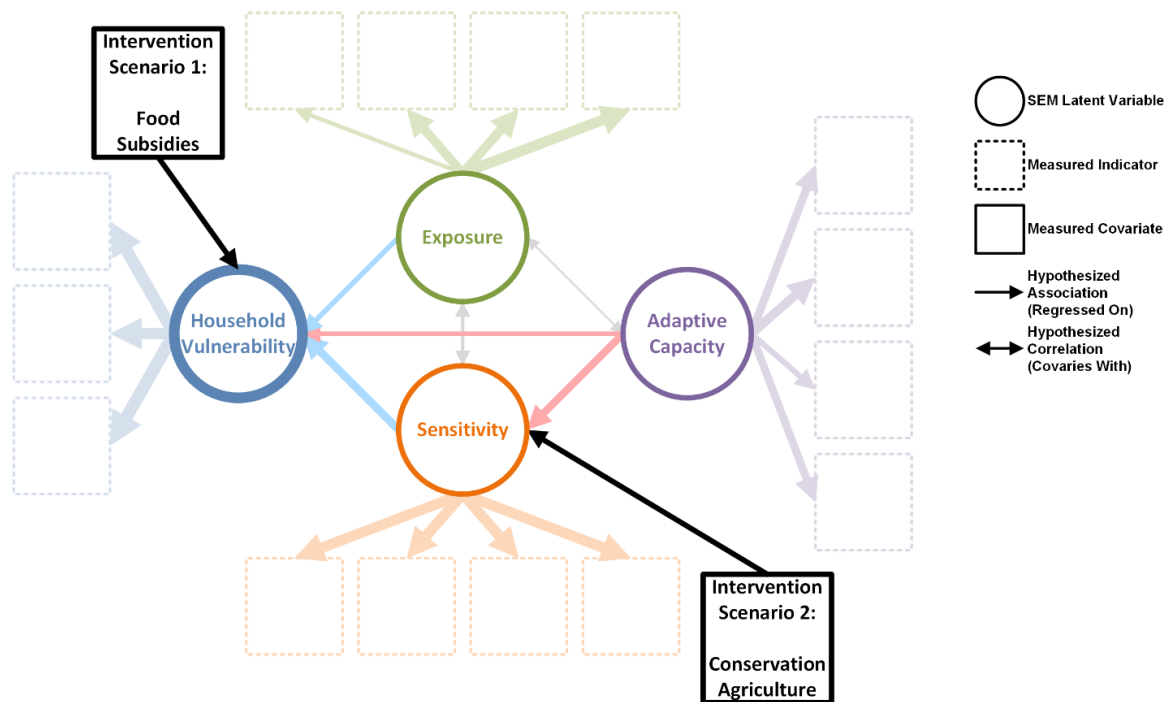 Intervention
Scenario 1:
Food
Subsidies
Exposure
Household
Vulnerability
Adaptive
Capacity
Sensitivity
Intervention
Scenario 2:
Conservation
Agriculture
SEM Latent Variable
Measured Indicator
Measured Covariate
Hypothesized
Association
(Regressed On)
Hypothesized
Correlation
(Covaries With)